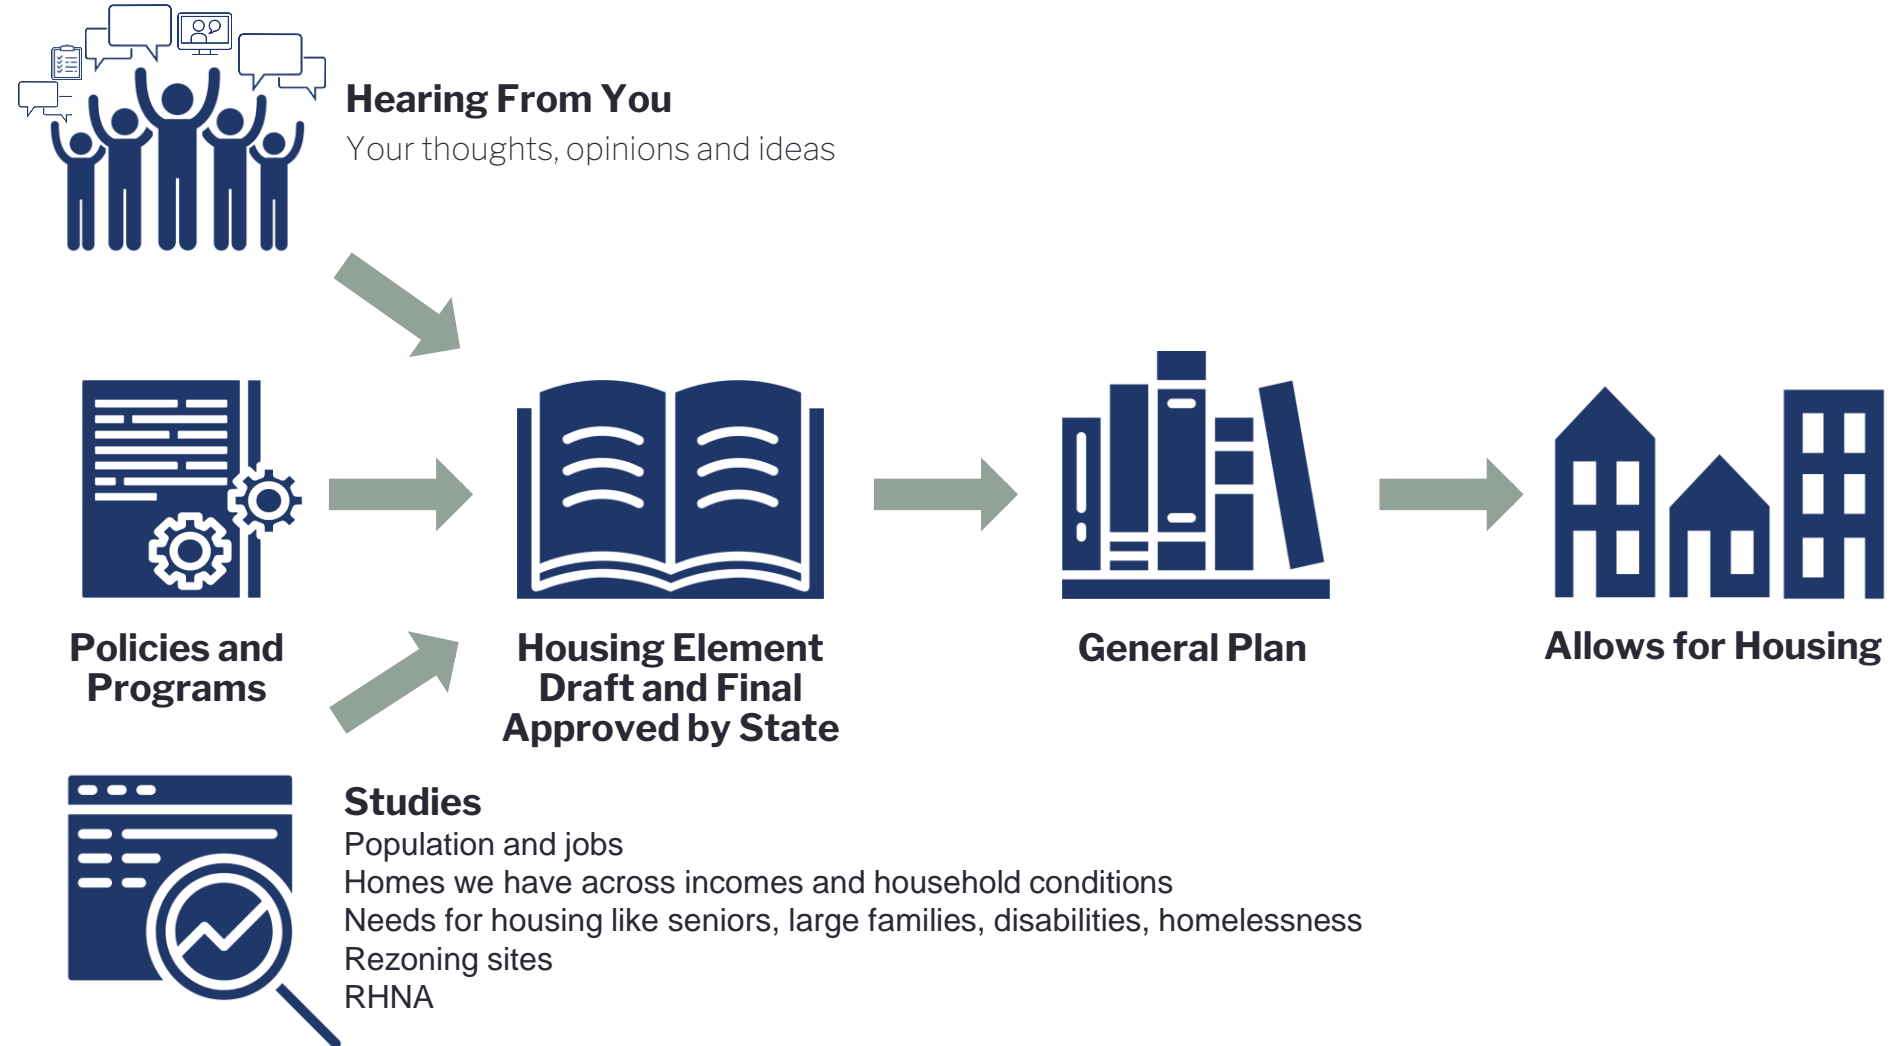 Hearing From You
Your thoughts, opinions and ideas
Policies and
Programs
Housing Element
Draft and Final
Approved by State
General Plan
Allows for Housing
Studies
Population and jobs
Homes we have across incomes and household conditions
Needs for housing like seniors, large families, disabilities, homelessness
Rezoning sites
RHNA